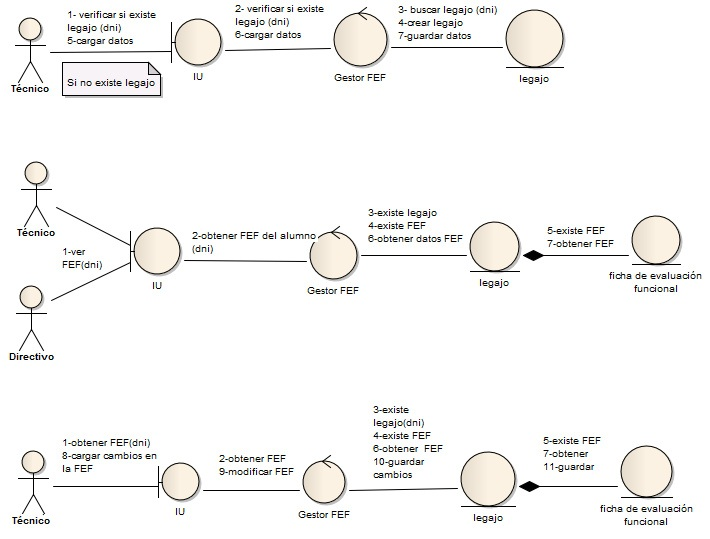 1- verificar si existe
legajo (dni)
5-cargar datos
2- verificar si existe
legajo (dni)
6-cargar datos
3- buscar legajo (dni)
4-crear legajo
7-guardar datos
Técnico
Si no existe legajo
IU
Gestor FEF
legajo
Técnico
1-ver
FEF(dni)
Directivo
IU
2-obtener FEF del alumno
(dni)
Gestor FEF
3-existe legajo
4-existe FEF
6-obtener datos FEF
legajo
5-existe FEF
7-obtener FEF
ficha de evaluación
funcional
Técnico
1-obtener FEF(dni)
8-cargar cambios en
la FEF
IU
2-obtener FEF
9-modificar FEF
Gestor FEF
3-existe
legajo(dni)
4-existe FEF
6-obtener FEF
10-guardar
cambios
legajo
5-existe FEF
7-obtener
11-guardar
ficha de evaluación
funcional